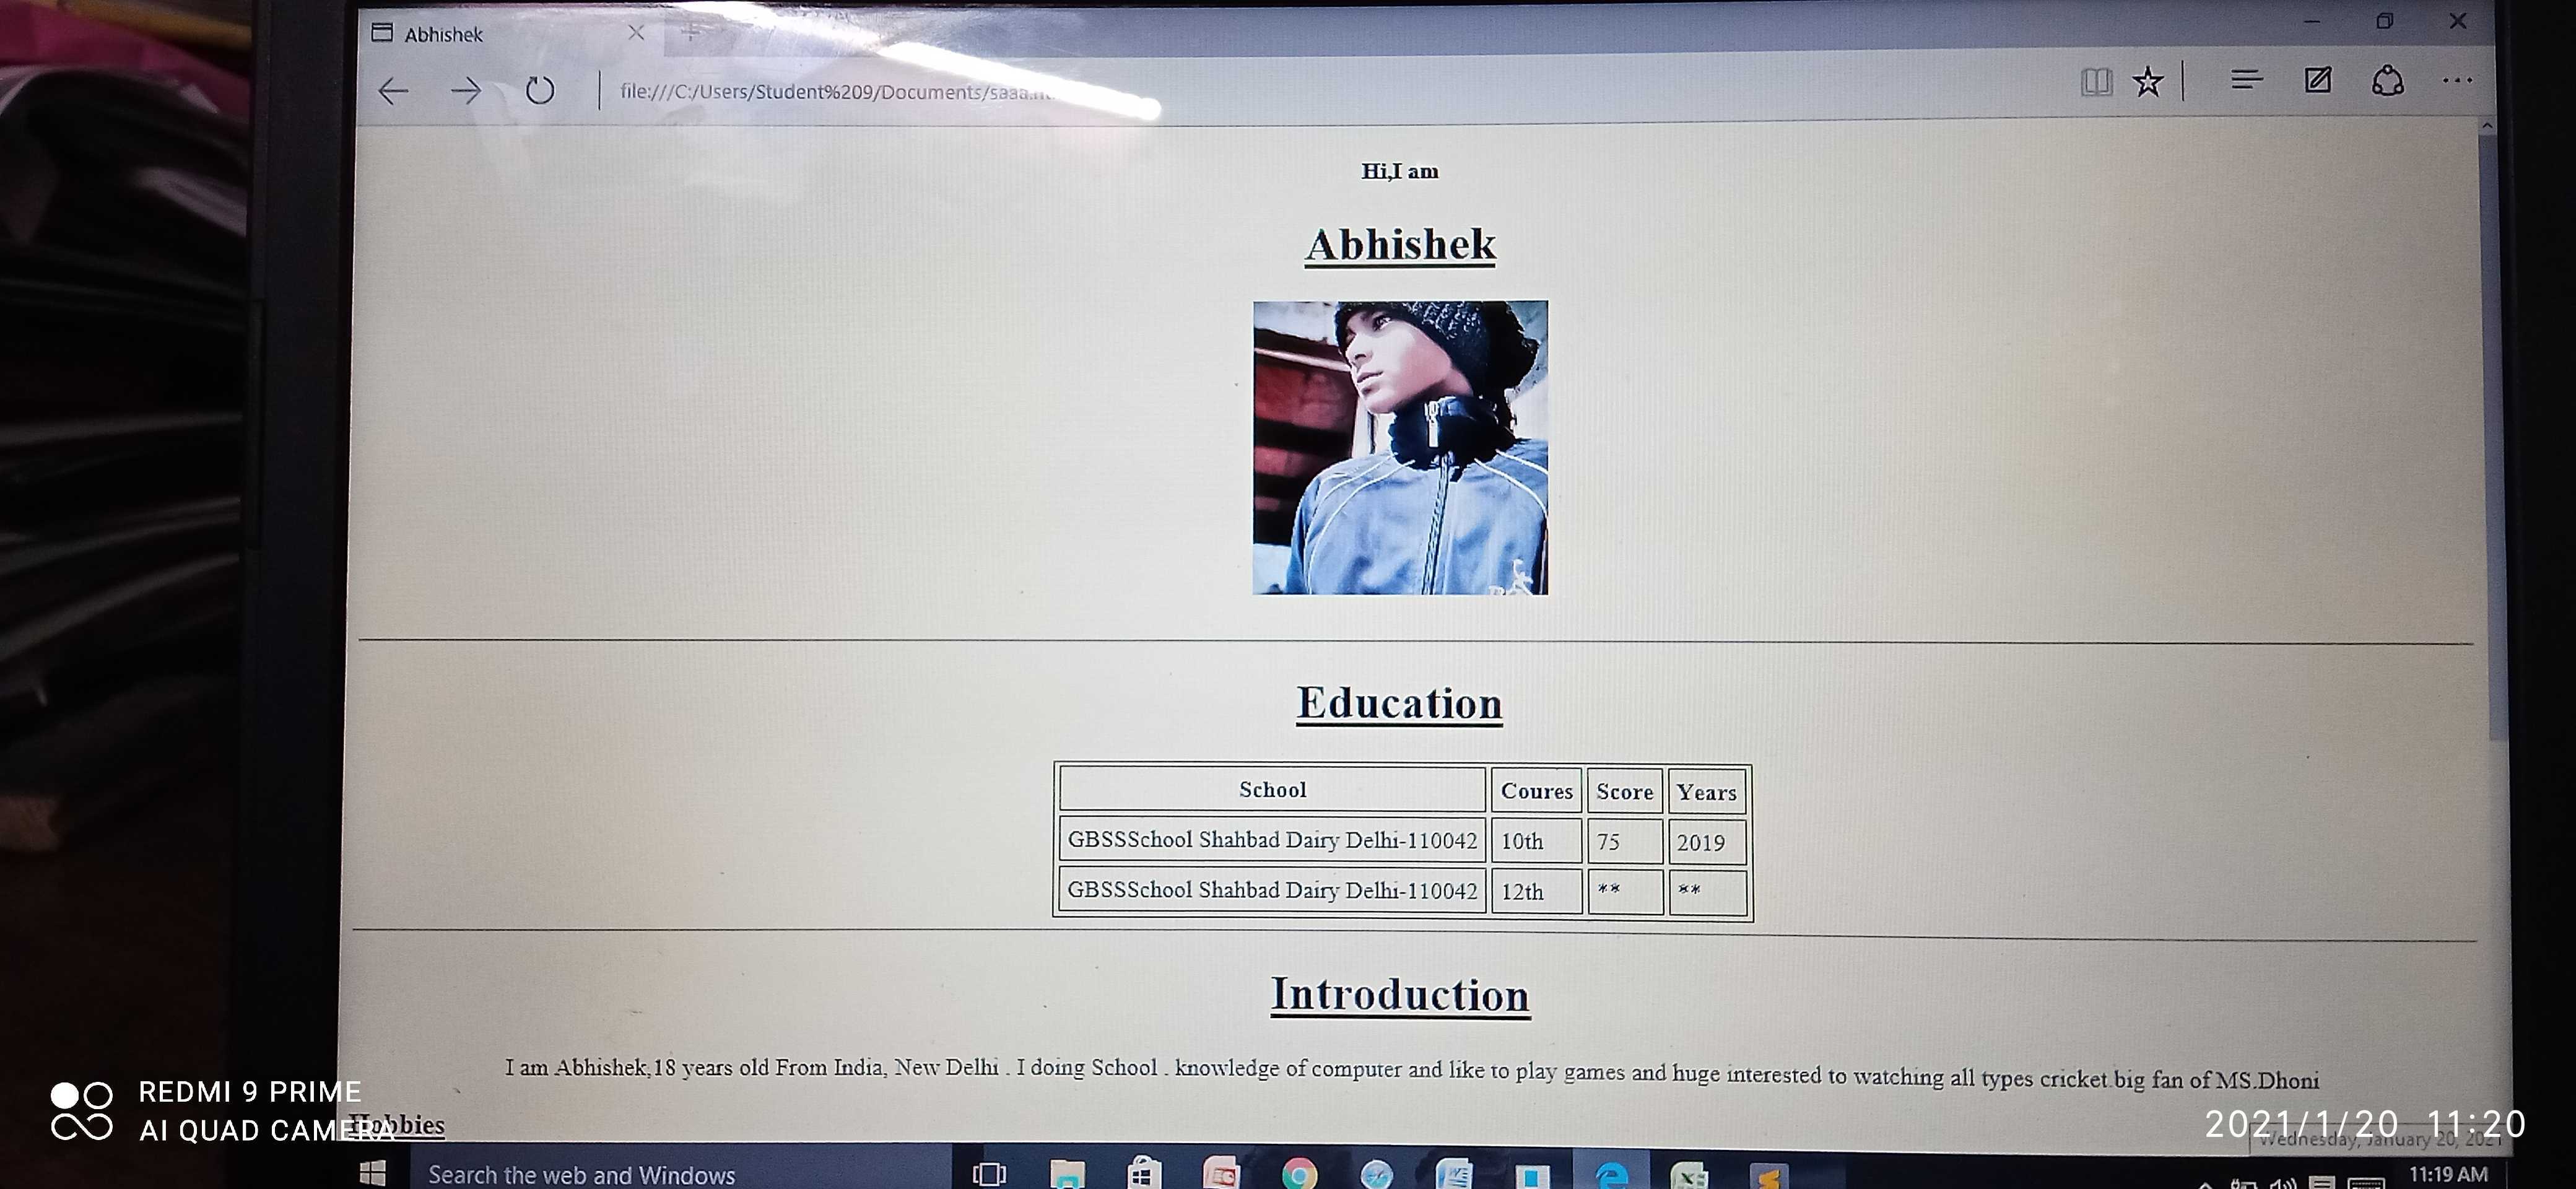 Abhishek
file:///C:/Users/Student%209/Documents/saaa.
Hi,I am
Abhishek
Education
School Coures Score Years
GBSSSchool Shahbad Dairy Delhi-110042 10th 75 2019
GBSSSchool Shahbad Dairy Delhi-110042 12th ** **
Introduction
I am Abhishek,18 years old From India, New Delhi . I doing School . knowledge of computer and like to play games and huge interested to watching all types cricket.big fan of MS.Dhoni
Hobbies
REDMI 9 PRIME
AI QUAD CAMERA
2021/1/20 11:20
Wednesday, January 20, 2021
Search the web and Windows
11:19 AM